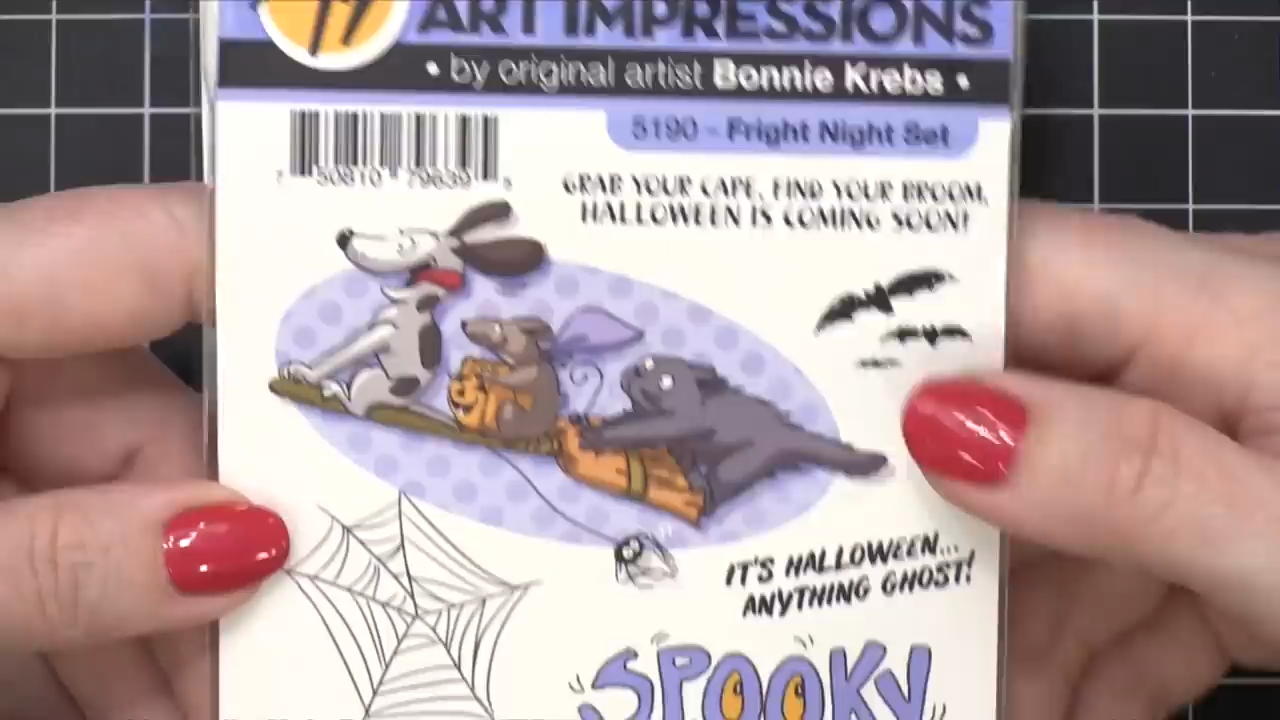 ART IMPRESSIONS
• by original artist Bonnie Krebs •
5190 - Fright Night Set
GRAB YOUR CAPE, FIND YOUR BROOM,
HALLOWEEN IS COMING SOON!
IT'S HALLOWEEN...
ANYTHING GHOST!
SPOOKY